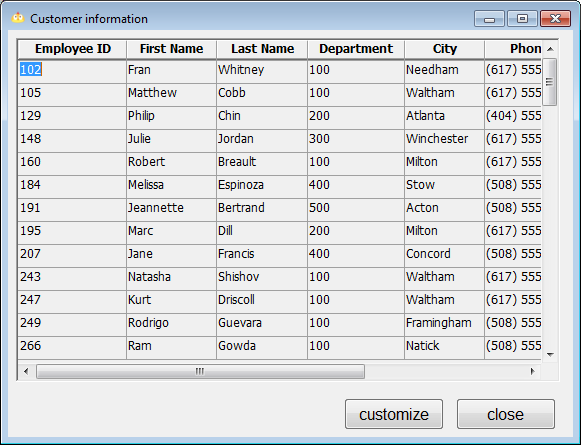 Customer information
Employee ID First Name Last Name Department City Phon
102 Fran Whitney 100 Needham (617) 555
105 Matthew Cobb 100 Waltham (617) 555
129 Philip Chin 200 Atlanta (404) 555
148 Julie Jordan 300 Winchester (617) 555
160 Robert Breault 100 Milton (617) 555
184 Melissa Espinoza 400 Stow (508) 555
191 Jeannette Bertrand 500 Acton (508) 555
195 Marc Dill 200 Milton (617) 555
207 Jane Francis 400 Concord (508) 555
243 Natasha Shishov 100 Waltham (617) 555
247 Kurt Driscoll 100 Waltham (617) 555
249 Rodrigo Guevara 100 Framingham (508) 555
266 Ram Gowda 100 Natick (508) 555
customize close